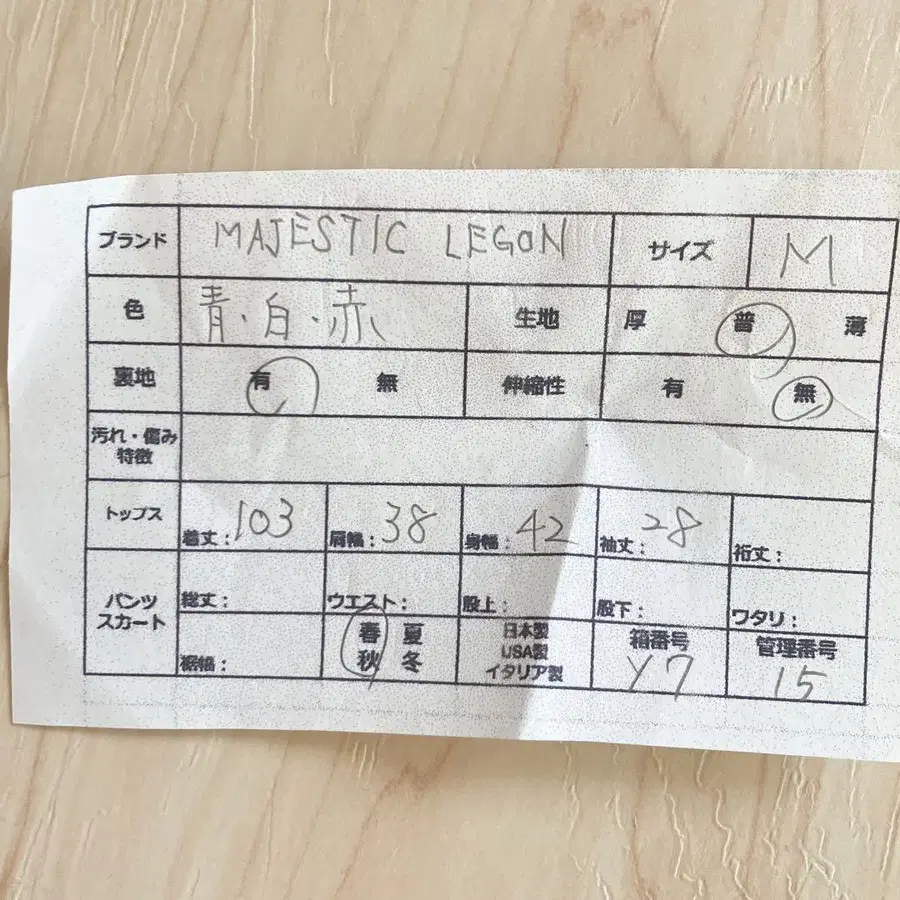 ブランド MAJESTIC LEGON サイズ M
色 青・白・赤 生地 厚 普 薄
裏地 有 無 伸縮性 有 無
汚れ・傷み
特徴
トップス 着丈:103 肩幅:38 身幅:42 袖丈:28 裄丈:
パンツ
スカート
総丈: ウエスト: 股上: 股下: ワタリ:
裾幅:
春 夏
秋 冬
日本製
USA製
イタリア製
箱番号
Y7
管理番号
15